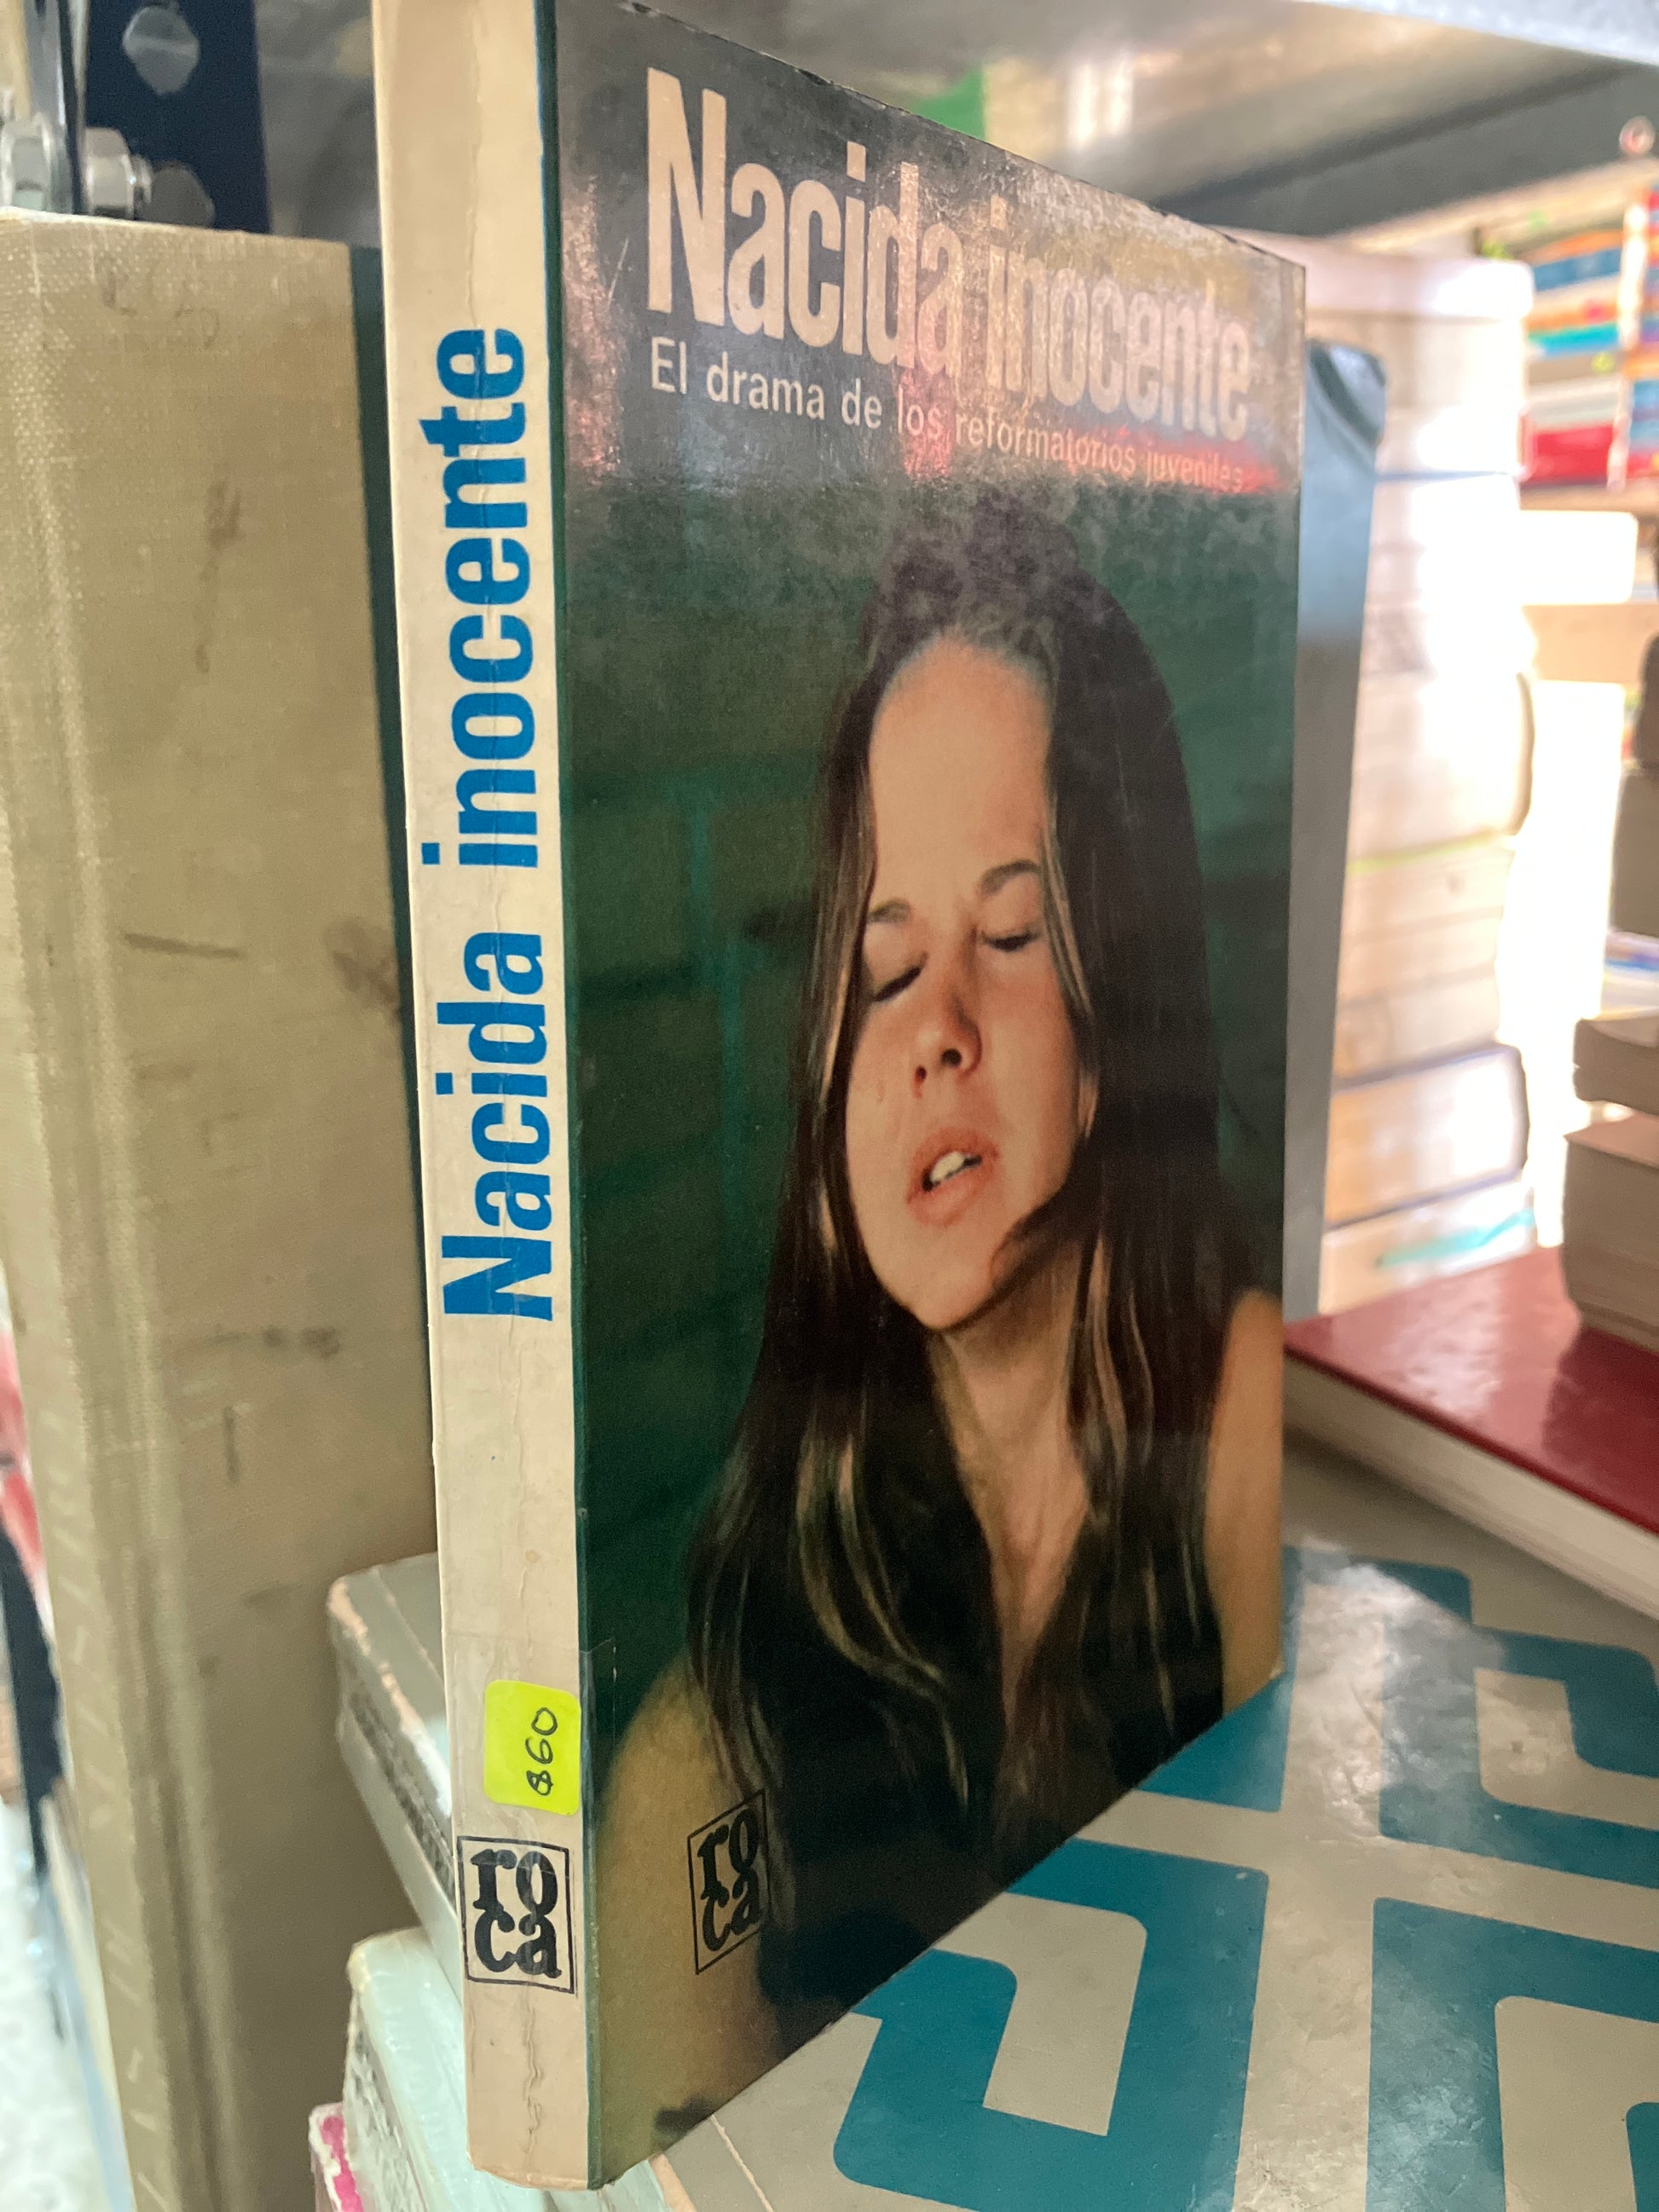 Nacida inocente
El drama de los reformatorios juveniles
roca
Nacida inocente
$60
roca